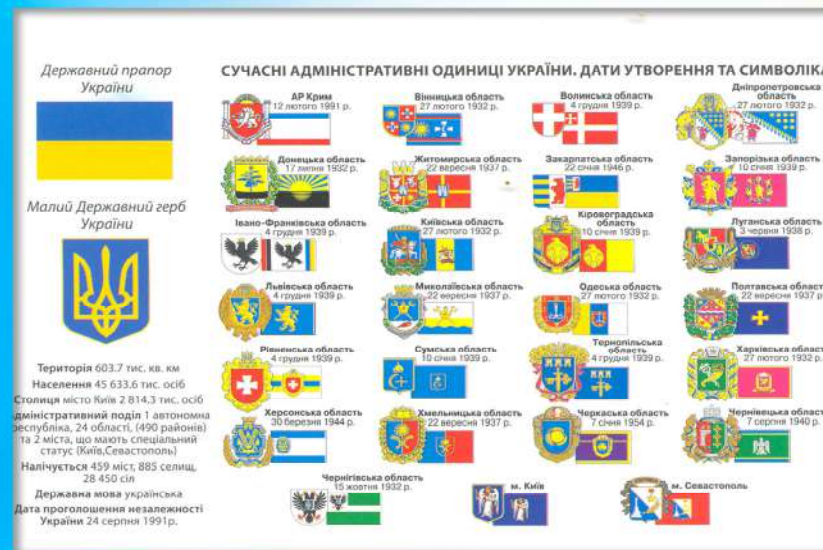 Державний прапор
України
Малий Державний герб
України
Територія 603.7 тис. кв. км
Населення 45 633.6 тис. осіб
Столиця місто Київ 2 814,3 тис. осіб
дміністративний поділ 1 автономна
республіка, 24 області, (490 районів)
та 2 міста, що мають спеціальний
статус (Київ,Севастополь)
Налічується 459 міст, 885 селищ,
28 450 сіл
Державна мова українська
Дата проголошення незалежності
України 24 серпня 1991р.
СУЧАСНІ АДМІНІСТРАТИВНІ ОДИНИЦІ УКРАЇНИ. ДАТИ УТВОРЕННЯ ТА СИМВОЛІКА
АР Крим
12 лютого 1991 р.
Вінницька область
27 лютого 1932 р.
Волинська область
4 грудня 1939 р.
Дніпропетровська
область
27 лютого 1932 р.
Донецька область
17 липня 1932 р.
Житомирська область
22 вересня 1937 р.
Закарпатська область
22 січня 1946 р.
Запорізька область
10 січня 1939 р.
Івано-Франківська область
4 грудня 1939 р.
Київська область
27 лютого 1932 р.
Кіровоградська
область
10 січня 1939 р.
Луганська область
3 червня 1938 р.
Львівська область
4 грудня 1939 р.
Миколаївська область
22 вересня 1937 р.
Одеська область
27 лютого 1932 р.
Полтавська область
22 вересня 1937 р.
Рівненська область
4 грудня 1939 р.
Сумська область
10 січня 1939 р.
Тернопільська
область
4 грудня 1939 р.
Харківська область
27 лютого 1932 р.
Херсонська область
30 березня 1944 р.
Хмельницька область
22 вересня 1937 р.
Черкаська область
7 січня 1954 р.
Чернівецька область
7 серпня 1940 р.
Чернігівська область
15 жовтня 1932 р.
м. Київ
м. Севастополь